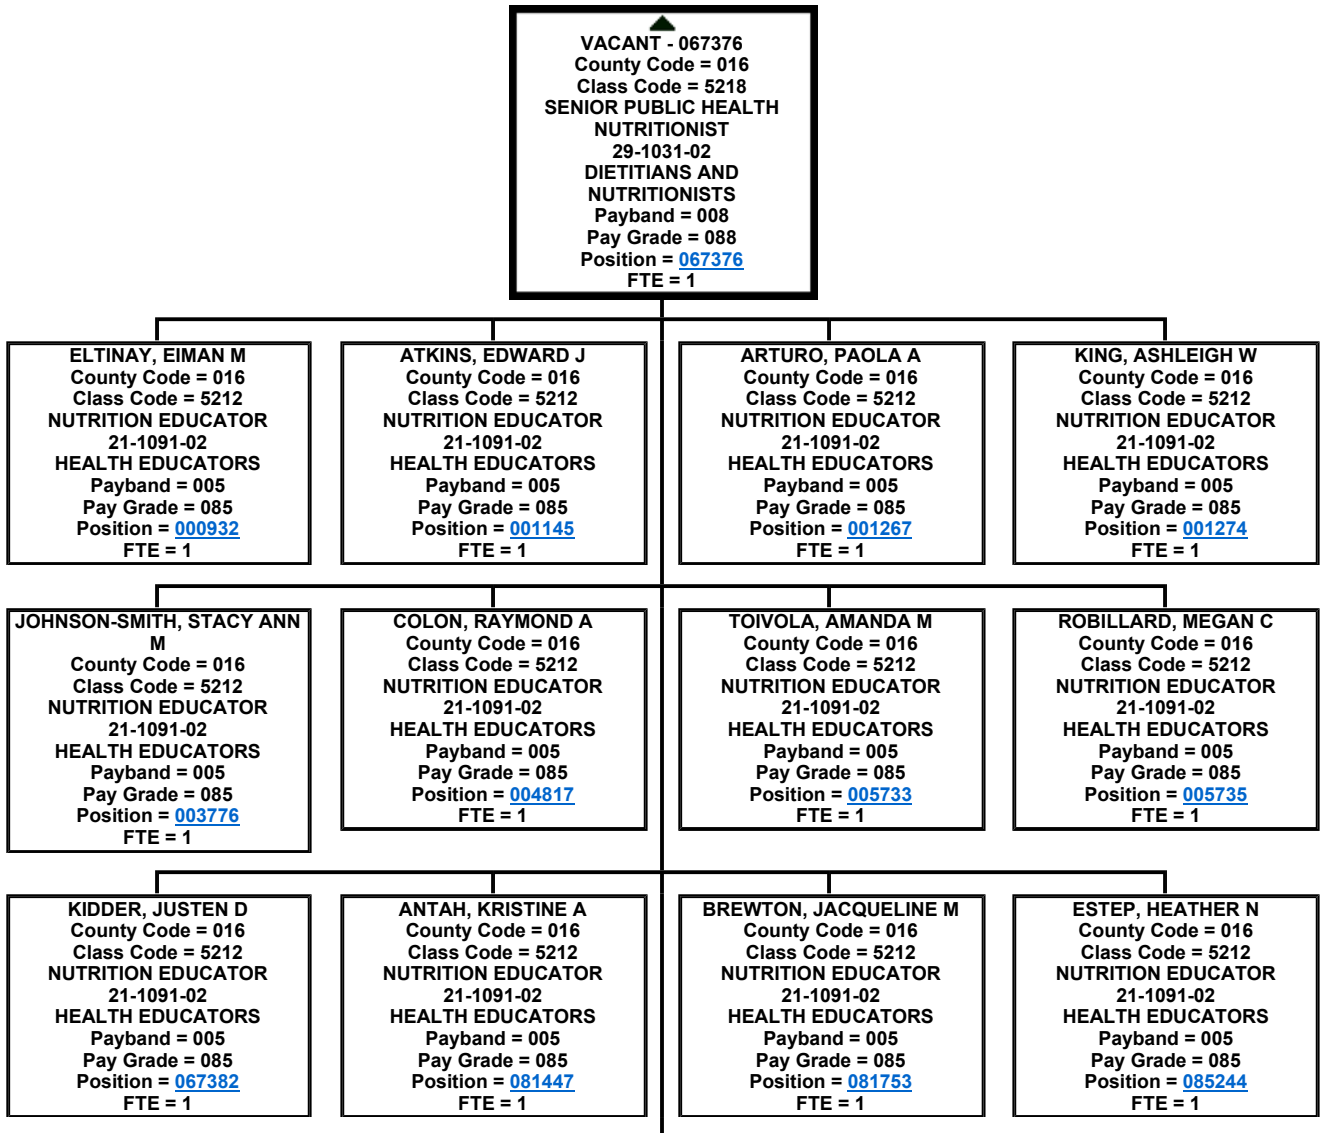 VACANT - 067376
County Code = 016
Class Code = 5218
SENIOR PUBLIC HEALTH
NUTRITIONIST
29-1031-02
DIETITIANS AND
NUTRITIONISTS
Payband = 008
Pay Grade = 088
Position = 067376
FTE = 1
ELTINAY, EIMAN M
County Code = 016
Class Code = 5212
NUTRITION EDUCATOR
21-1091-02
HEALTH EDUCATORS
Payband = 005
Pay Grade = 085
Position = 000932
FTE = 1
ATKINS, EDWARD J
County Code = 016
Class Code = 5212
NUTRITION EDUCATOR
21-1091-02
HEALTH EDUCATORS
Payband = 005
Pay Grade = 085
Position = 001145
FTE = 1
ARTURO, PAOLA A
County Code = 016
Class Code = 5212
NUTRITION EDUCATOR
21-1091-02
HEALTH EDUCATORS
Payband = 005
Pay Grade = 085
Position = 001267
FTE = 1
KING, ASHLEIGH W
County Code = 016
Class Code = 5212
NUTRITION EDUCATOR
21-1091-02
HEALTH EDUCATORS
Payband = 005
Pay Grade = 085
Position = 001274
FTE = 1
JOHNSON-SMITH, STACY ANN
M
County Code = 016
Class Code = 5212
NUTRITION EDUCATOR
21-1091-02
HEALTH EDUCATORS
Payband = 005
Pay Grade = 085
Position = 003776
FTE = 1
COLON, RAYMOND A
County Code = 016
Class Code = 5212
NUTRITION EDUCATOR
21-1091-02
HEALTH EDUCATORS
Payband = 005
Pay Grade = 085
Position = 004817
FTE = 1
TOIVOLA, AMANDA M
County Code = 016
Class Code = 5212
NUTRITION EDUCATOR
21-1091-02
HEALTH EDUCATORS
Payband = 005
Pay Grade = 085
Position = 005733
FTE = 1
ROBILLARD, MEGAN C
County Code = 016
Class Code = 5212
NUTRITION EDUCATOR
21-1091-02
HEALTH EDUCATORS
Payband = 005
Pay Grade = 085
Position = 005735
FTE = 1
KIDDER, JUSTEN D
County Code = 016
Class Code = 5212
NUTRITION EDUCATOR
21-1091-02
HEALTH EDUCATORS
Payband = 005
Pay Grade = 085
Position = 067382
FTE = 1
ANTAH, KRISTINE A
County Code = 016
Class Code = 5212
NUTRITION EDUCATOR
21-1091-02
HEALTH EDUCATORS
Payband = 005
Pay Grade = 085
Position = 081447
FTE = 1
BREWTON, JACQUELINE M
County Code = 016
Class Code = 5212
NUTRITION EDUCATOR
21-1091-02
HEALTH EDUCATORS
Payband = 005
Pay Grade = 085
Position = 081753
FTE = 1
ESTEP, HEATHER N
County Code = 016
Class Code = 5212
NUTRITION EDUCATOR
21-1091-02
HEALTH EDUCATORS
Payband = 005
Pay Grade = 085
Position = 085244
FTE = 1